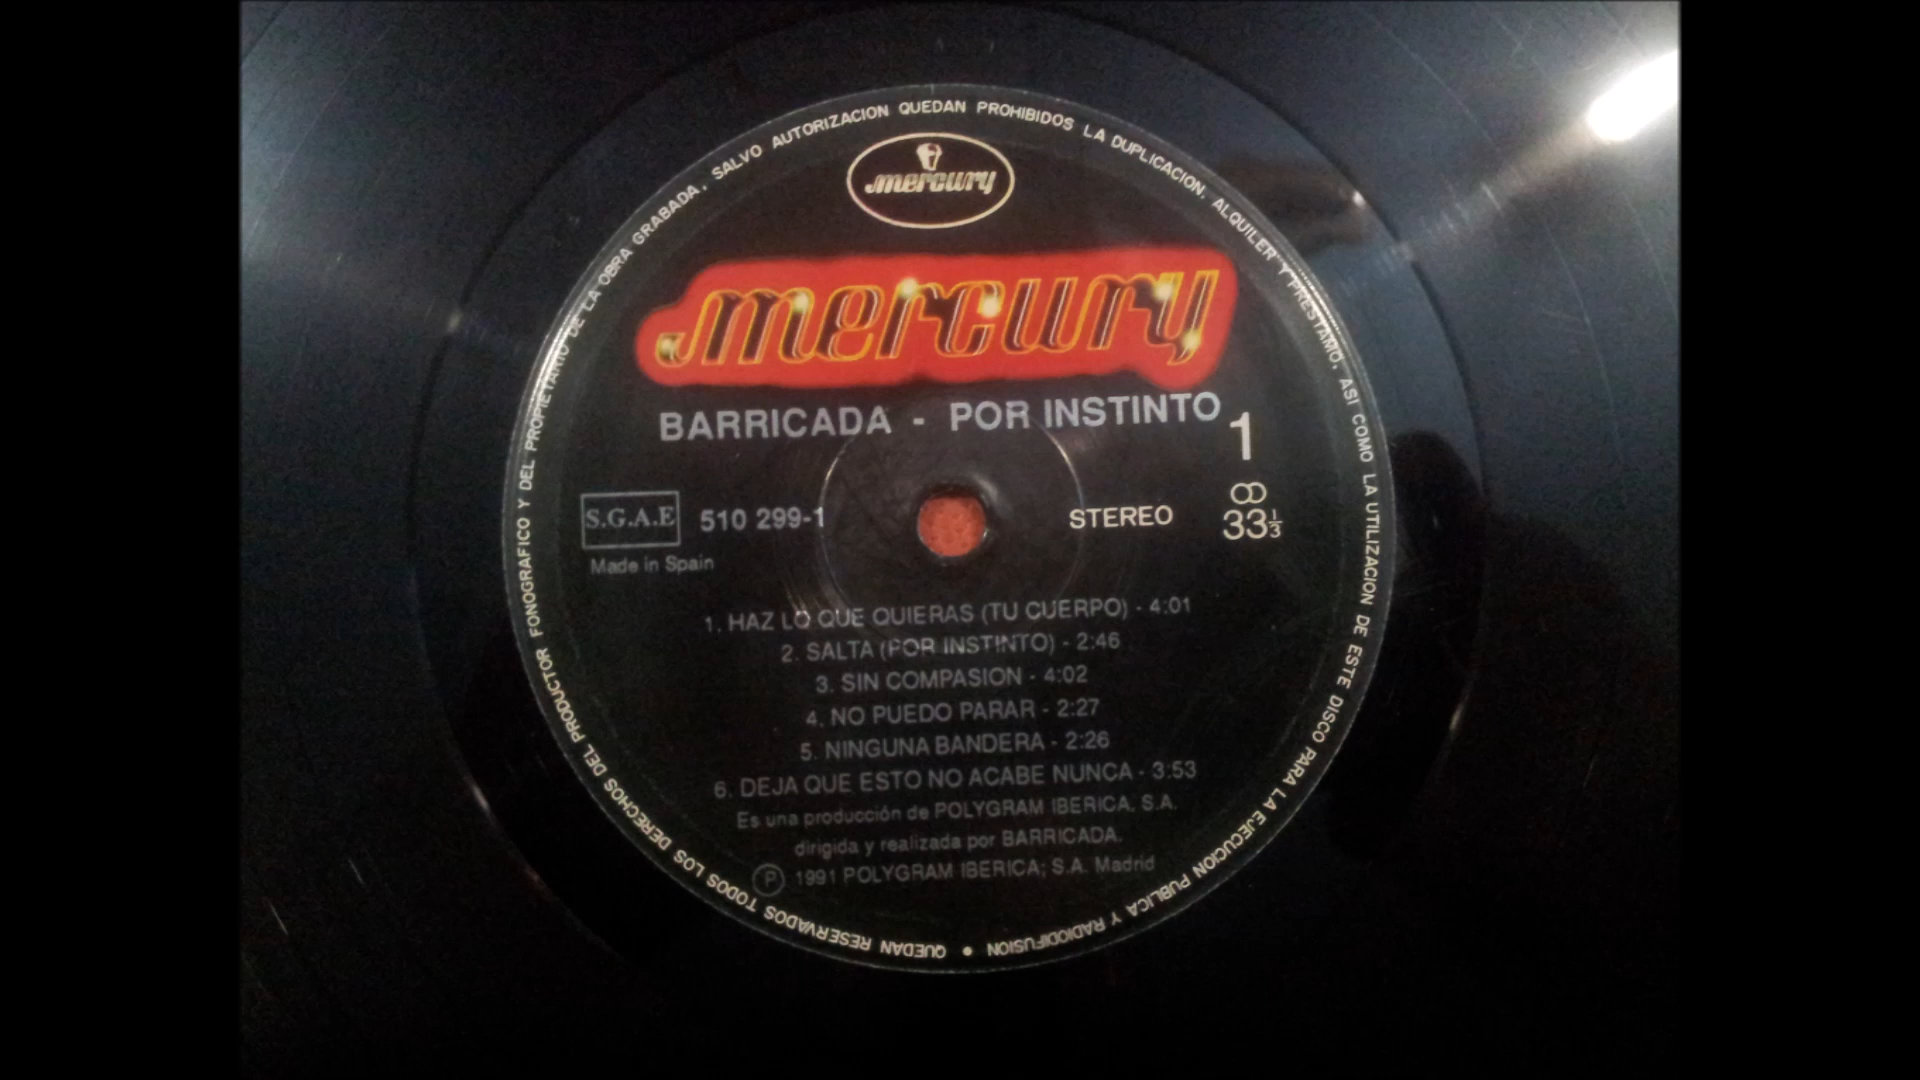 QUEDAN RESERVADOS TODOS LOS DERECHOS DEL PRODUCTOR FONOGRAFICO Y DEL PROPIETARIO DE LA OBRA GRABADA. SALVO AUTORIZACION QUEDAN PROHIBIDOS LA DUPLICACION, ALQUILER Y PRESTAMO, ASI COMO LA UTILIZACION DE ESTE DISCO PARA LA EJECUCION PUBLICA Y RADIODIFUSION •
mercury
mercury
BARRICADA - POR INSTINTO
1
S.G.A.E 510 299-1 STEREO
33⅓
Made in Spain
1. HAZ LO QUE QUIERAS (TU CUERPO) - 4:01
2. SALTA (POR INSTINTO) - 2:46
3. SIN COMPASION - 4:02
4. NO PUEDO PARAR - 2:27
5. NINGUNA BANDERA - 2:26
6. DEJA QUE ESTO NO ACABE NUNCA - 3:53
Es una producción de POLYGRAM IBERICA, S.A.
dirigida y realizada por BARRICADA.
Ⓟ 1991 POLYGRAM IBERICA; S.A. Madrid